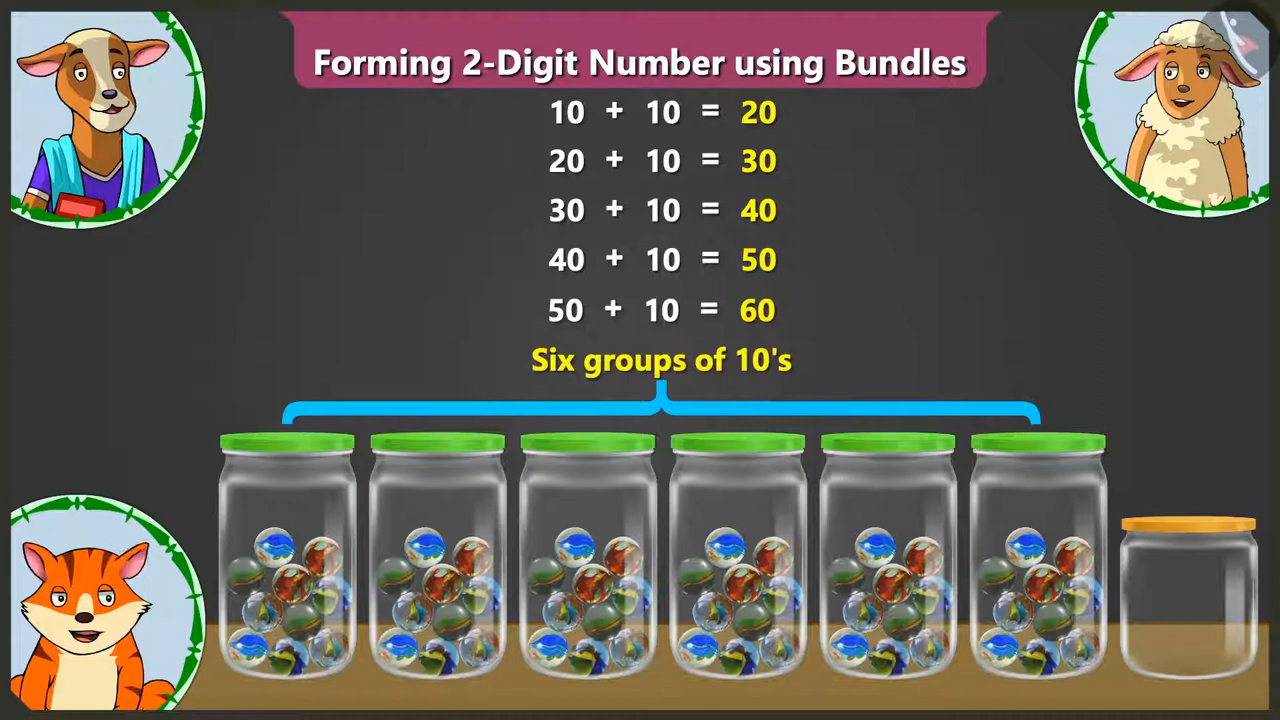 Forming 2-Digit Number using Bundles
10 + 10 = 20
20 + 10 = 30
30 + 10 = 40
40 + 10 = 50
50 + 10 = 60
Six groups of 10's